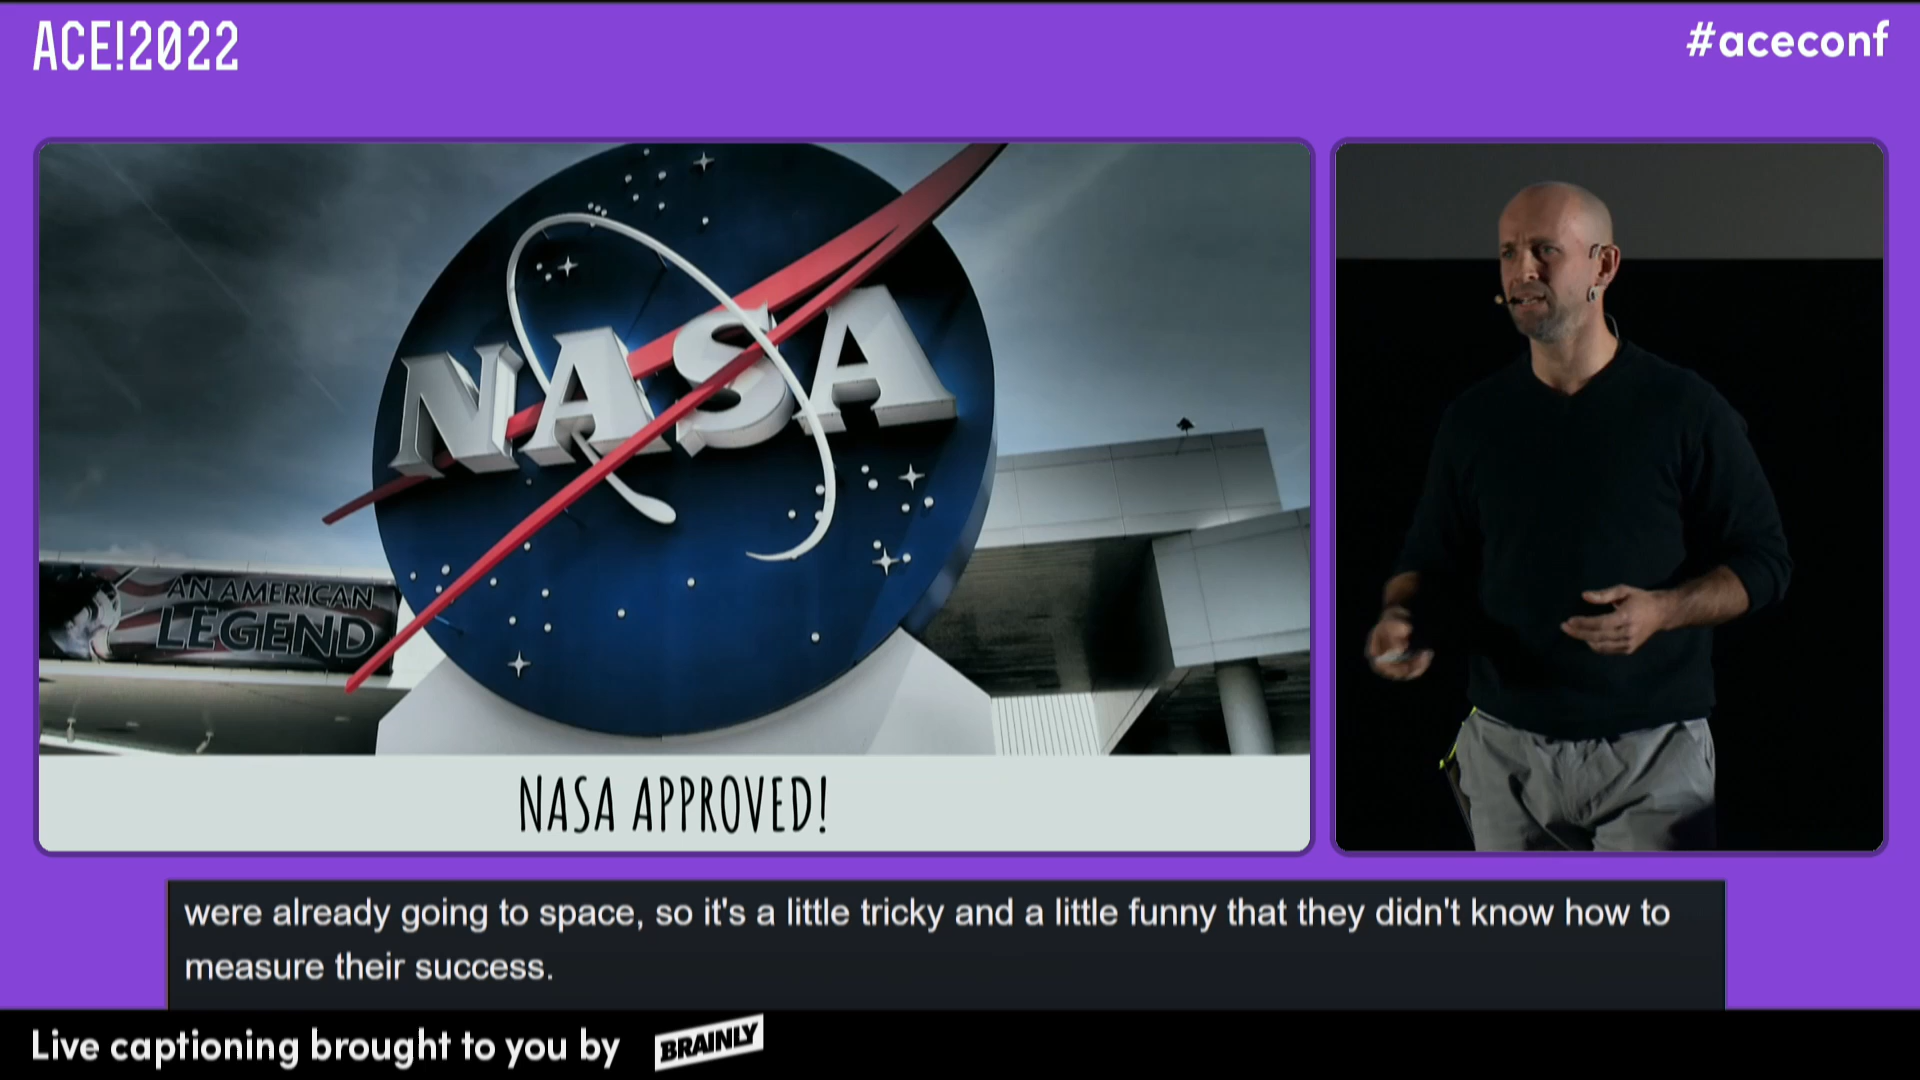 ACE!2022
#aceconf
NASA
AN AMERICAN
LEGEND
NASA APPROVED!
were already going to space, so it's a little tricky and a little funny that they didn't know how to
measure their success.
Live captioning brought to you by BRAINLY